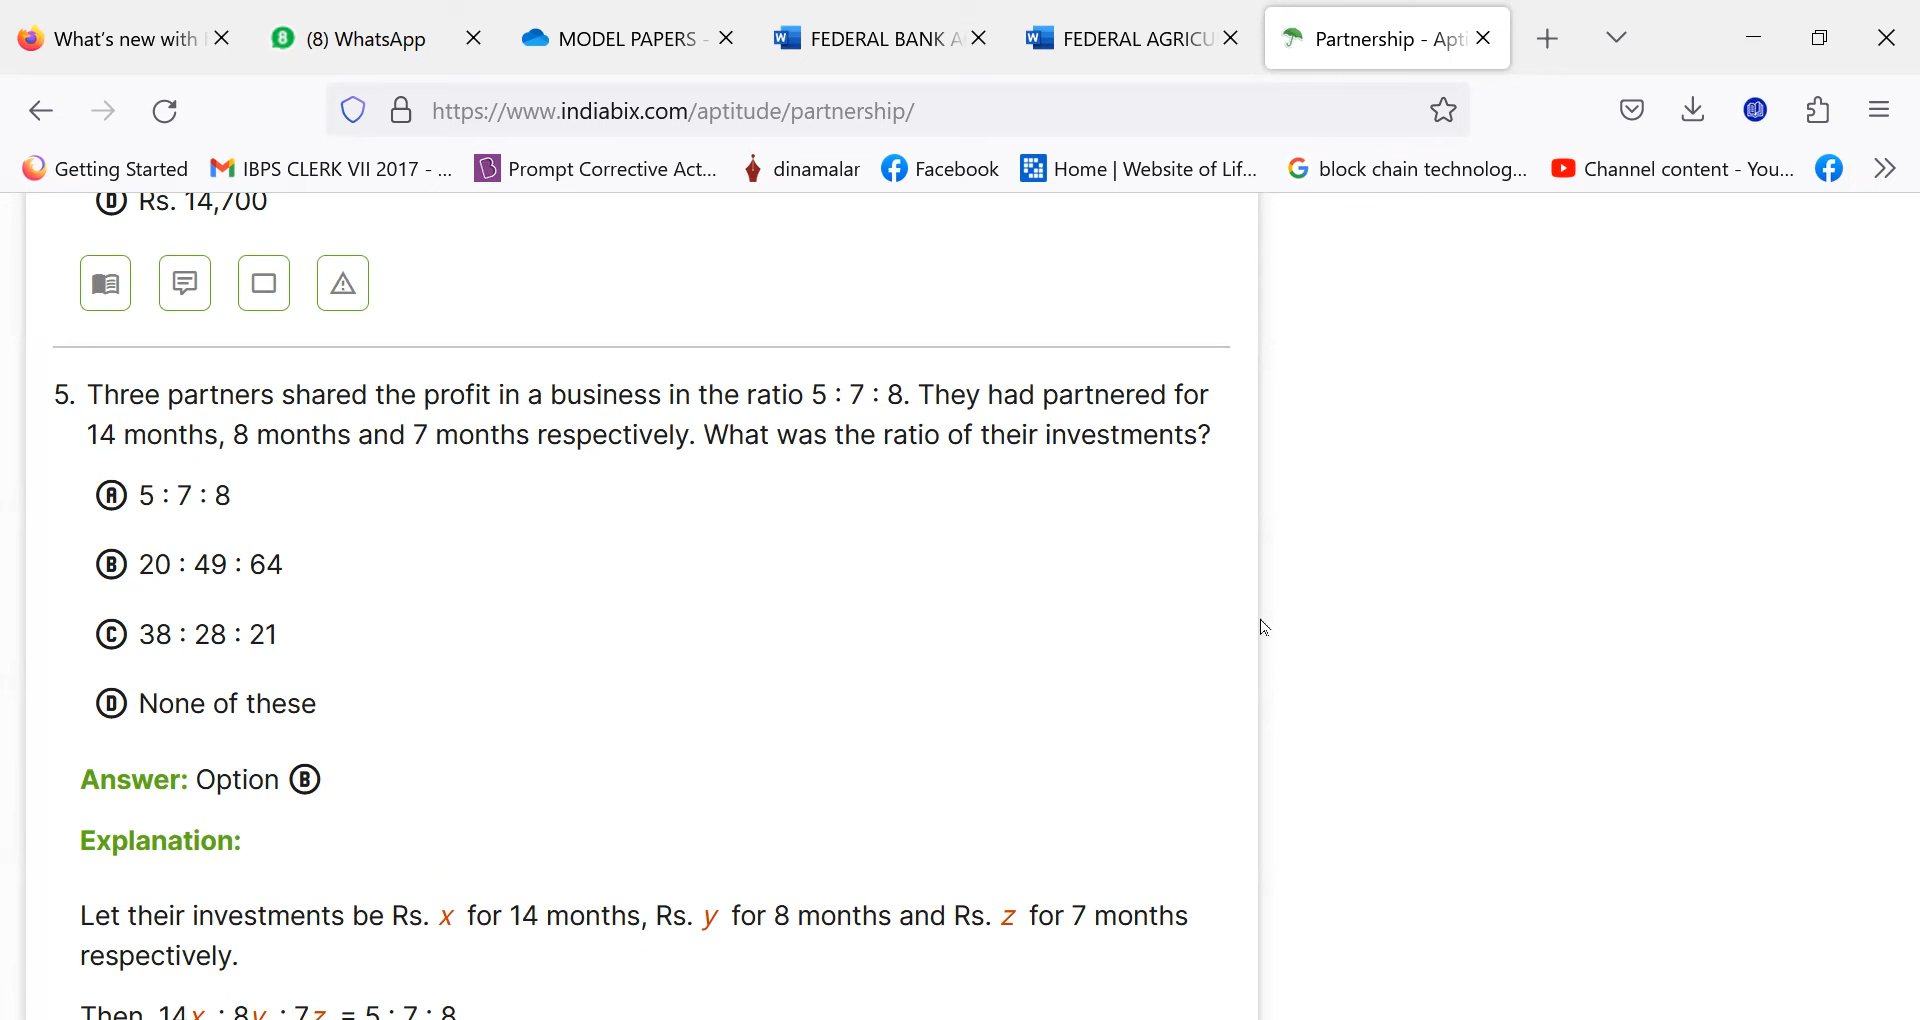 What's new with
(8) WhatsApp
MODEL PAPERS -
FEDERAL BANK A
FEDERAL AGRICU
Partnership - Apti
https://www.indiabix.com/aptitude/partnership/
Getting Started
IBPS CLERK VII 2017 - ...
Prompt Corrective Act...
dinamalar
Facebook
Home | Website of Lif...
block chain technolog...
Channel content - You...
D Rs. 14,700
5. Three partners shared the profit in a business in the ratio 5 : 7 : 8. They had partnered for
14 months, 8 months and 7 months respectively. What was the ratio of their investments?
A 5 : 7 : 8
B 20 : 49 : 64
C 38 : 28 : 21
D None of these
Answer: Option B
Explanation:
Let their investments be Rs. x for 14 months, Rs. y for 8 months and Rs. z for 7 months
respectively.
Then, 14x : 8y : 7z = 5 : 7 : 8